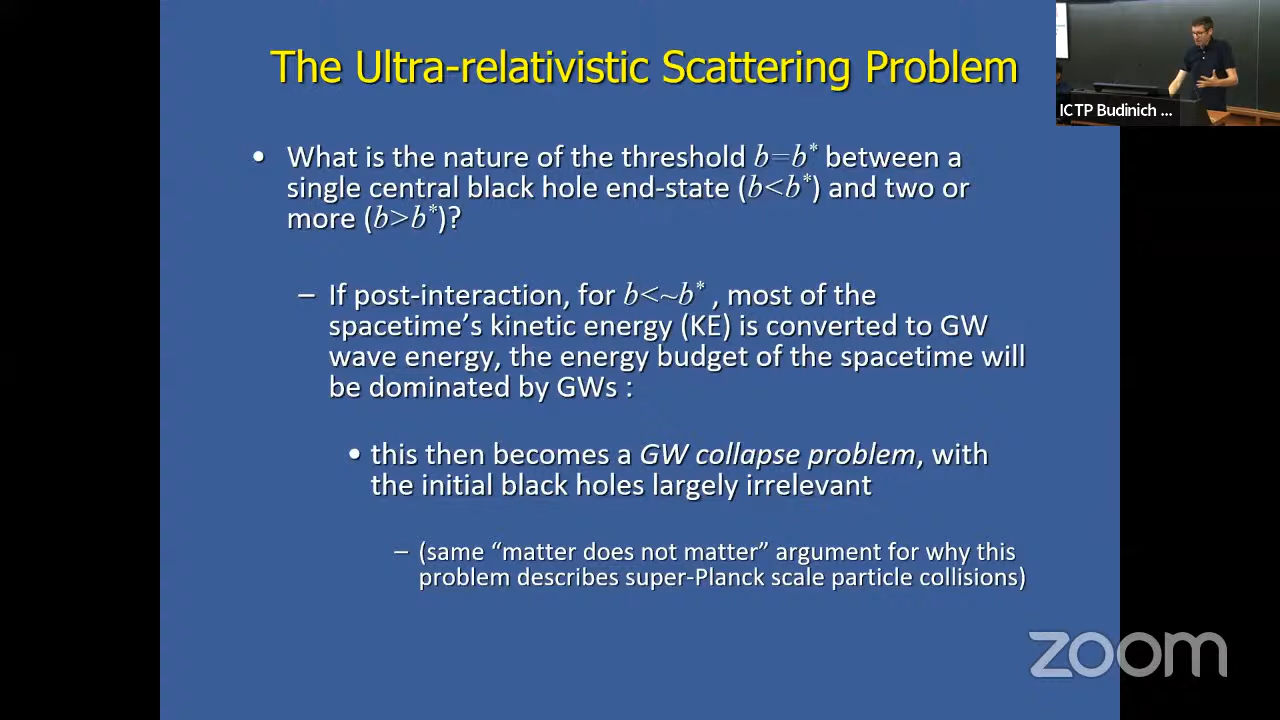 The Ultra-relativistic Scattering Problem
ICTP Budinich ...
• What is the nature of the threshold b=b* between a
single central black hole end-state (b<b*) and two or
more (b>b*)?
– If post-interaction, for b<~b* , most of the
spacetime’s kinetic energy (KE) is converted to GW
wave energy, the energy budget of the spacetime will
be dominated by GWs :
• this then becomes a GW collapse problem, with
the initial black holes largely irrelevant
– (same “matter does not matter” argument for why this
problem describes super-Planck scale particle collisions)
zoom